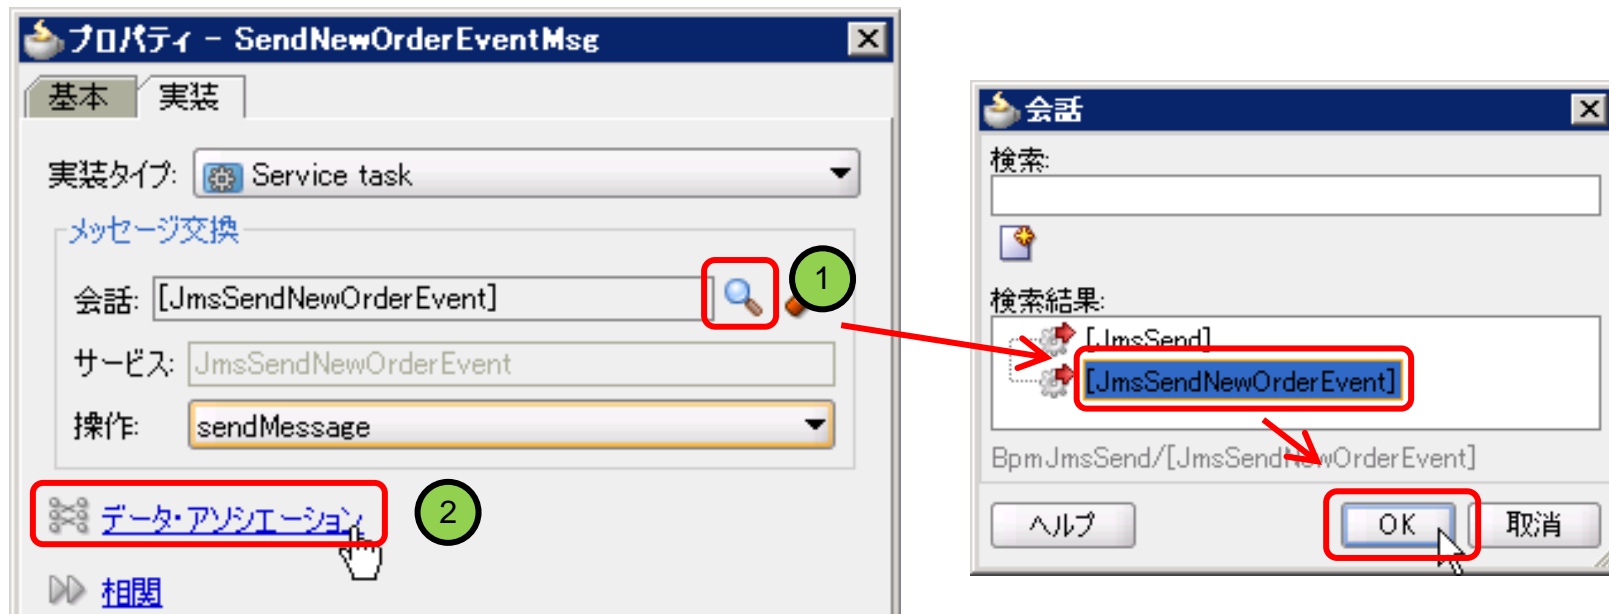 プロパティ - SendNewOrderEventMsg
基本 実装
実装タイプ: Service task
メッセージ交換
会話: [JmsSendNewOrderEvent]
1
サービス: JmsSendNewOrderEvent
操作: sendMessage
データ・アソシエーション
2
相関
会話
検索:
検索結果:
[JmsSend]
[JmsSendNewOrderEvent]
BpmJmsSend/[JmsSendNewOrderEvent]
ヘルプ OK 取消